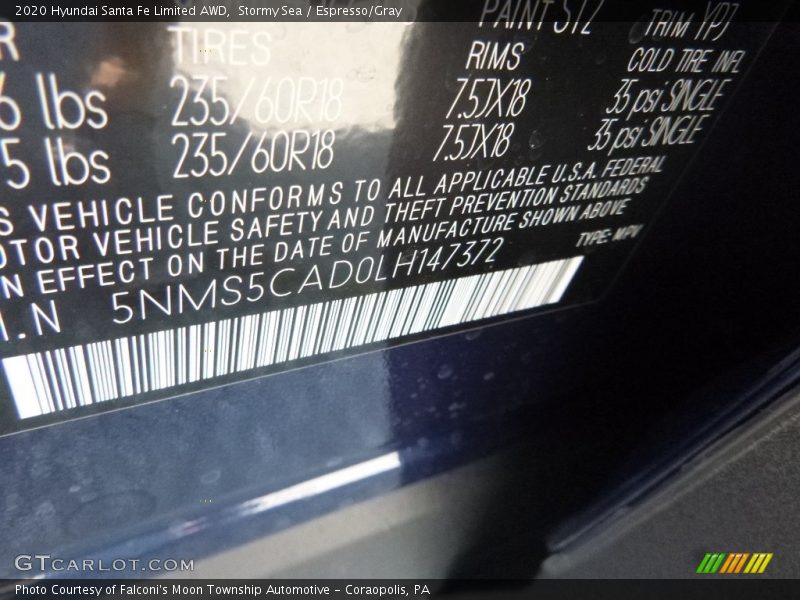 2020 Hyundai Santa Fe Limited AWD, Stormy Sea / Espresso/Gray
PAINT STZ TRIM YPJ
R TIRES RIMS COLD TIRE INFL
lbs 235/60R18 7.5JX18 35 psi SINGLE
5 lbs 235/60R18 7.5JX18 35 psi SINGLE
S VEHICLE CONFORMS TO ALL APPLICABLE U.S.A. FEDERAL
OTOR VEHICLE SAFETY AND THEFT PREVENTION STANDARDS
N EFFECT ON THE DATE OF MANUFACTURE SHOWN ABOVE
I.N 5NMS5CAD0LH147372 TYPE: MPV
GTCARLOT.COM
Photo Courtesy of Falconi's Moon Township Automotive - Coraopolis, PA